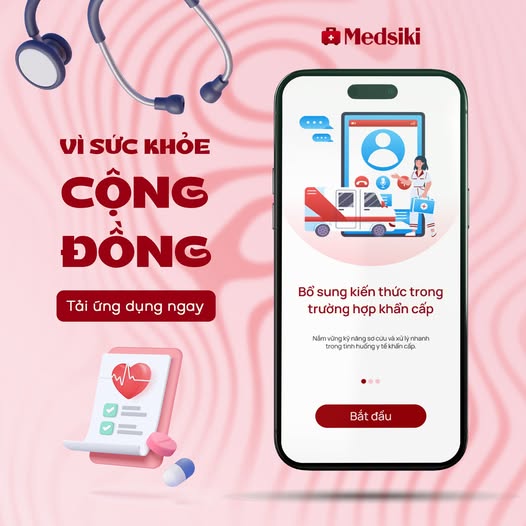 Medsiki
VÌ SỨC KHỎE
CỘNG
ĐỒNG
Tải ứng dụng ngay
Bổ sung kiến thức trong
trường hợp khẩn cấp
Nắm vững kỹ năng sơ cứu và xử lý nhanh
trong tình huống y tế khẩn cấp.
Bắt đầu